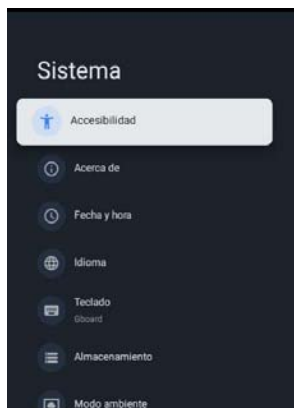 Sistema
Accesibilidad
Acerca de
Fecha y hora
Idioma
Teclado
Gboard
Almacenamiento
Modo ambiente